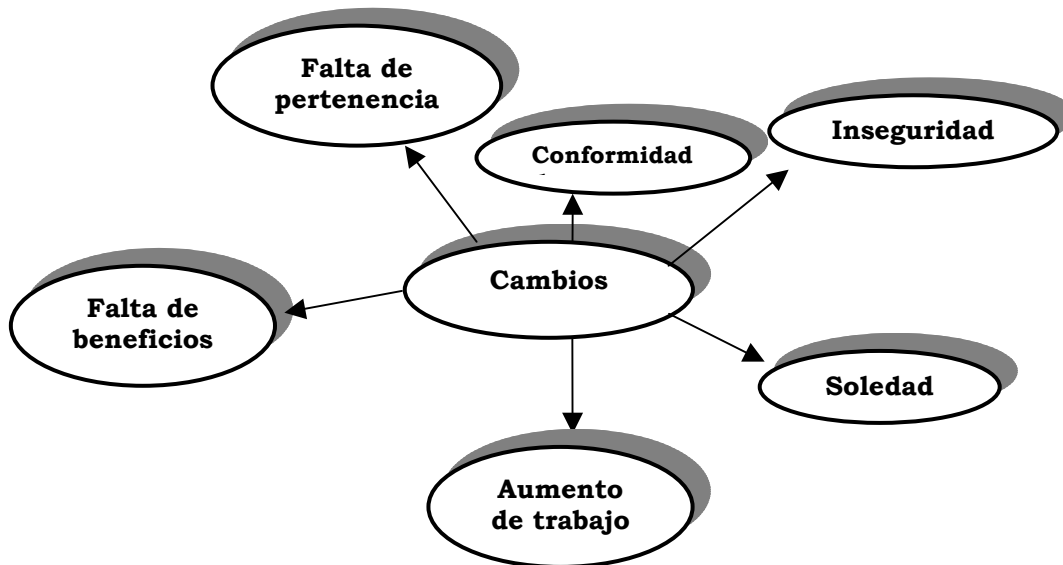 Falta de
pertenencia
Conformidad
Inseguridad
Cambios
Falta de
beneficios
Soledad
Aumento
de trabajo